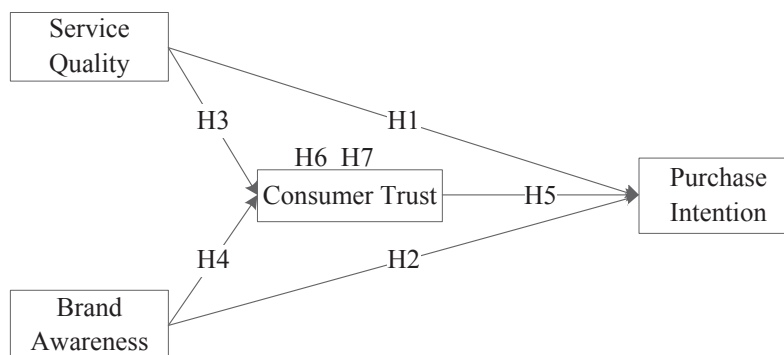 Service
Quality
H3
H1
H6 H7
Consumer Trust
H5
Purchase
Intention
H4
H2
Brand
Awareness